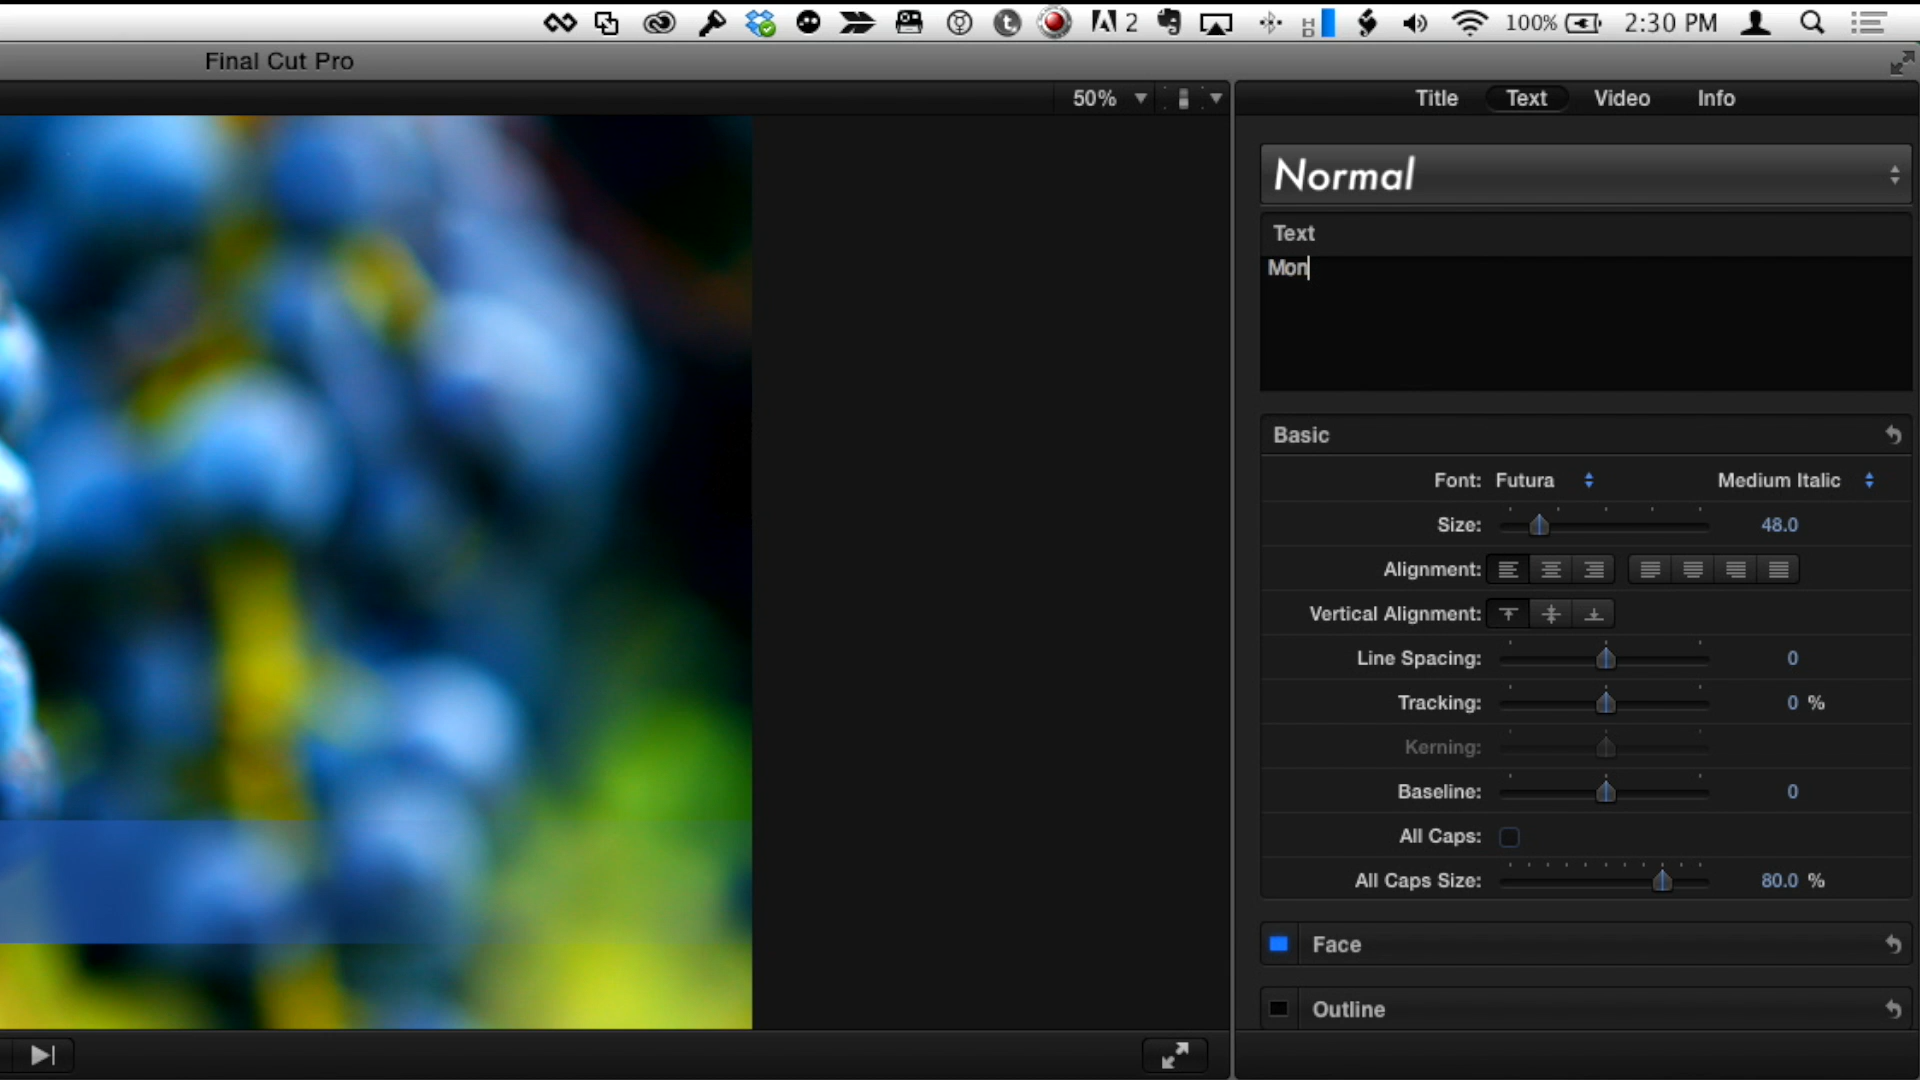 2 100% 2:30 PM
Final Cut Pro
50%
Title Text Video Info
Normal
Text
Mon
Basic
Font: Futura Medium Italic
Size: 48.0
Alignment:
Vertical Alignment:
Line Spacing: 0
Tracking: 0 %
Kerning:
Baseline: 0
All Caps:
All Caps Size: 80.0 %
Face
Outline